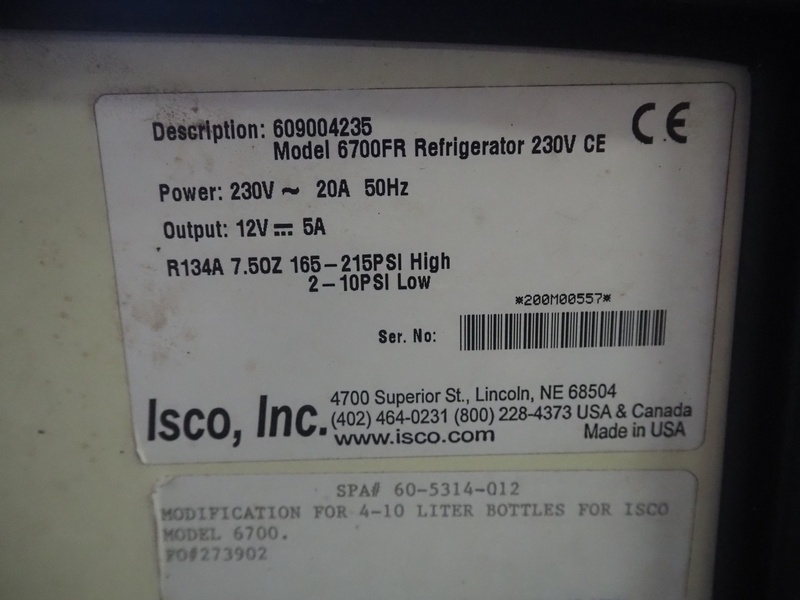 Description: 609004235
Model 6700FR Refrigerator 230V CE
CE
Power: 230V ~ 20A 50Hz
Output: 12V⎓ 5A
R134A 7.5OZ 165-215PSI High
2-10PSI Low
*200M00557*
Ser. No:
Isco, Inc.
4700 Superior St., Lincoln, NE 68504
(402) 464-0231 (800) 228-4373 USA & Canada
www.isco.com
Made in USA
SPA# 60-5314-012
MODIFICATION FOR 4-10 LITER BOTTLES FOR ISCO
MODEL 6700.
FO#273902